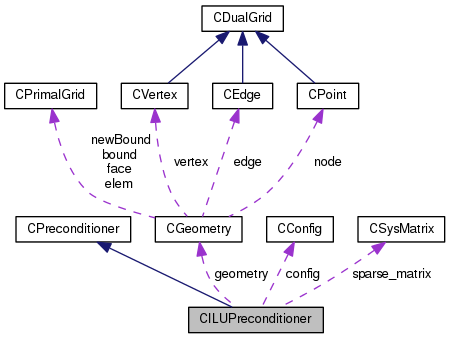 CDualGrid
CPrimalGrid
CVertex
CEdge
CPoint
newBound
bound
face
elem
vertex
edge
node
CPreconditioner
CGeometry
CConfig
CSysMatrix
geometry
config
sparse_matrix
CILUPreconditioner